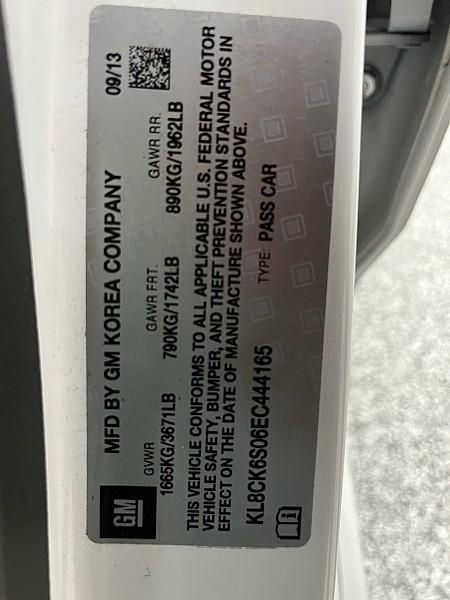 GM
MFD BY GM KOREA COMPANY 09/13
GVWR GAWR FRT. GAWR RR.
1665KG/3671LB 790KG/1742LB 890KG/1962LB
THIS VEHICLE CONFORMS TO ALL APPLICABLE U.S. FEDERAL MOTOR
VEHICLE SAFETY, BUMPER, AND THEFT PREVENTION STANDARDS IN
EFFECT ON THE DATE OF MANUFACTURE SHOWN ABOVE.
KL8CK6S06EC444165 TYPE: PASS CAR